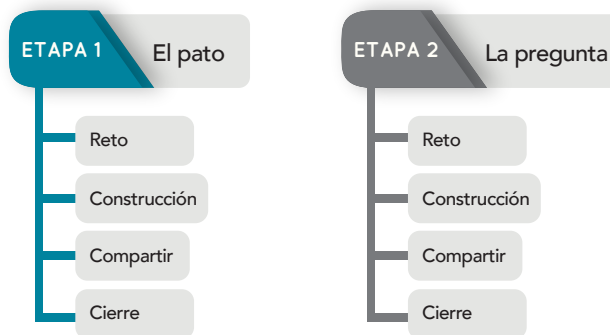 ETAPA 1
El pato
Reto
Construcción
Compartir
Cierre
ETAPA 2
La pregunta
Reto
Construcción
Compartir
Cierre